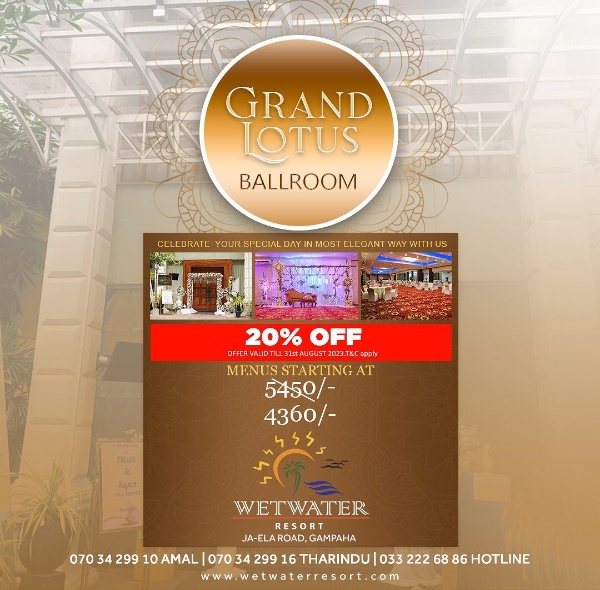 GRAND
LOTUS
BALLROOM
CELEBRATE YOUR SPECIAL DAY IN MOST ELEGANT WAY WITH US
20% OFF
OFFER VALID TILL 31st AUGUST 2023.T&C apply
MENUS STARTING AT
5450/-
4360/-
WETWATER
RESORT
JA-ELA ROAD, GAMPAHA
070 34 299 10 AMAL | 070 34 299 16 THARINDU | 033 222 68 86 HOTLINE
www.wetwaterresort.com